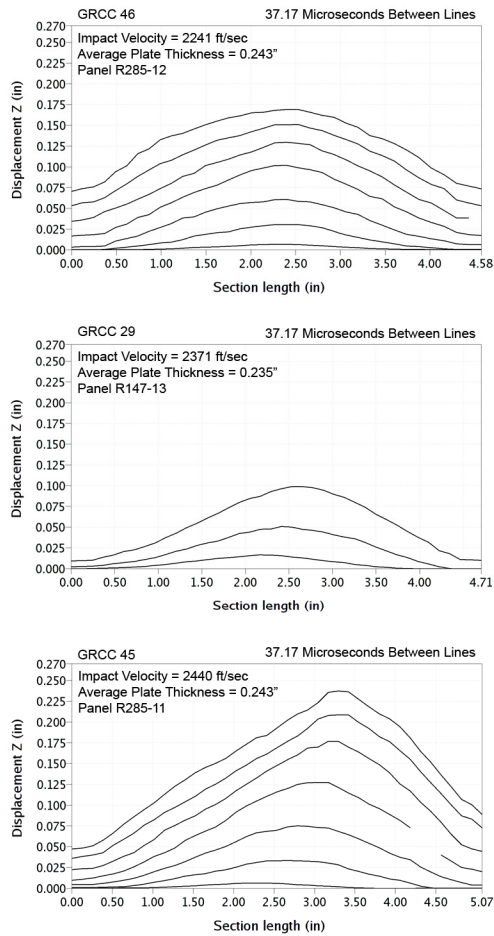 GRCC 46 37.17 Microseconds Between Lines
0.270
Impact Velocity = 2241 ft/sec
0.250
Average Plate Thickness = 0.243"
0.225
Panel R285-12
0.200
0.175
0.150
0.125
0.100
0.075
0.050
0.025
0.000
Displacement Z (in)
0.00 0.50 1.00 1.50 2.00 2.50 3.00 3.50 4.00 4.58
Section length (in)
GRCC 29 37.17 Microseconds Between Lines
0.270
Impact Velocity = 2371 ft/sec
0.250
Average Plate Thickness = 0.235"
0.225
Panel R147-13
0.200
0.175
0.150
0.125
0.100
0.075
0.050
0.025
0.000
Displacement Z (in)
0.00 0.50 1.00 1.50 2.00 2.50 3.00 3.50 4.00 4.71
Section length (in)
GRCC 45 37.17 Microseconds Between Lines
0.270
Impact Velocity = 2440 ft/sec
0.250
Average Plate Thickness = 0.243"
0.225
Panel R285-11
0.200
0.175
0.150
0.125
0.100
0.075
0.050
0.025
0.000
Displacement Z (in)
0.00 0.50 1.00 1.50 2.00 2.50 3.00 3.50 4.00 4.50 5.07
Section length (in)